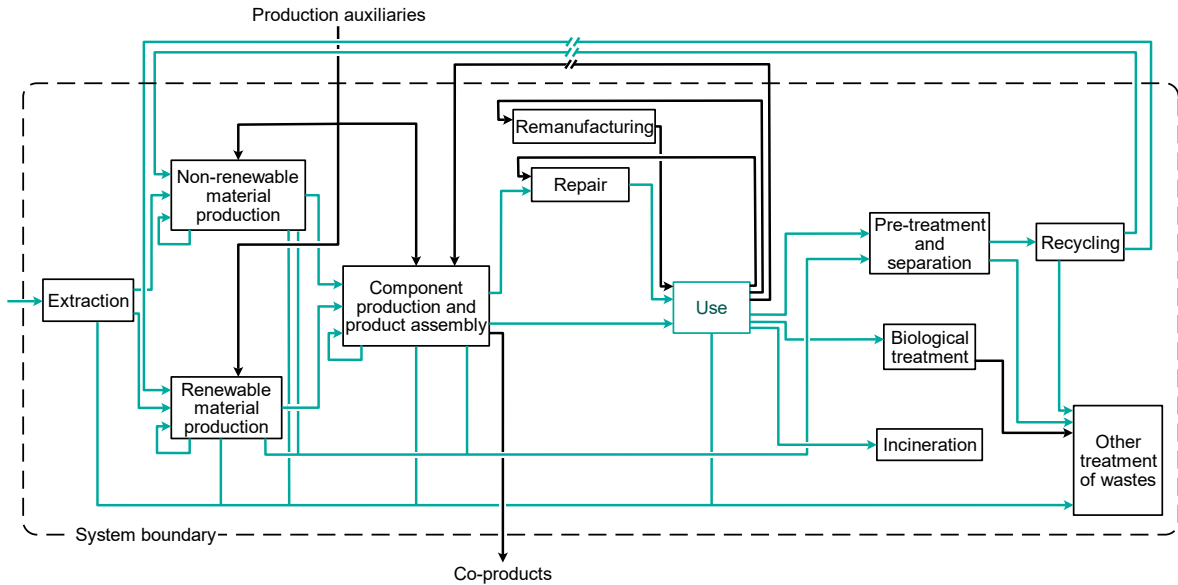 Production auxiliaries
Remanufacturing
Non-renewable
material
production
Repair
Pre-treatment
and
separation
Recycling
Extraction
Component
production and
product assembly
Use
Biological
treatment
Renewable
material
production
Incineration
Other
treatment
of wastes
System boundary
Co-products